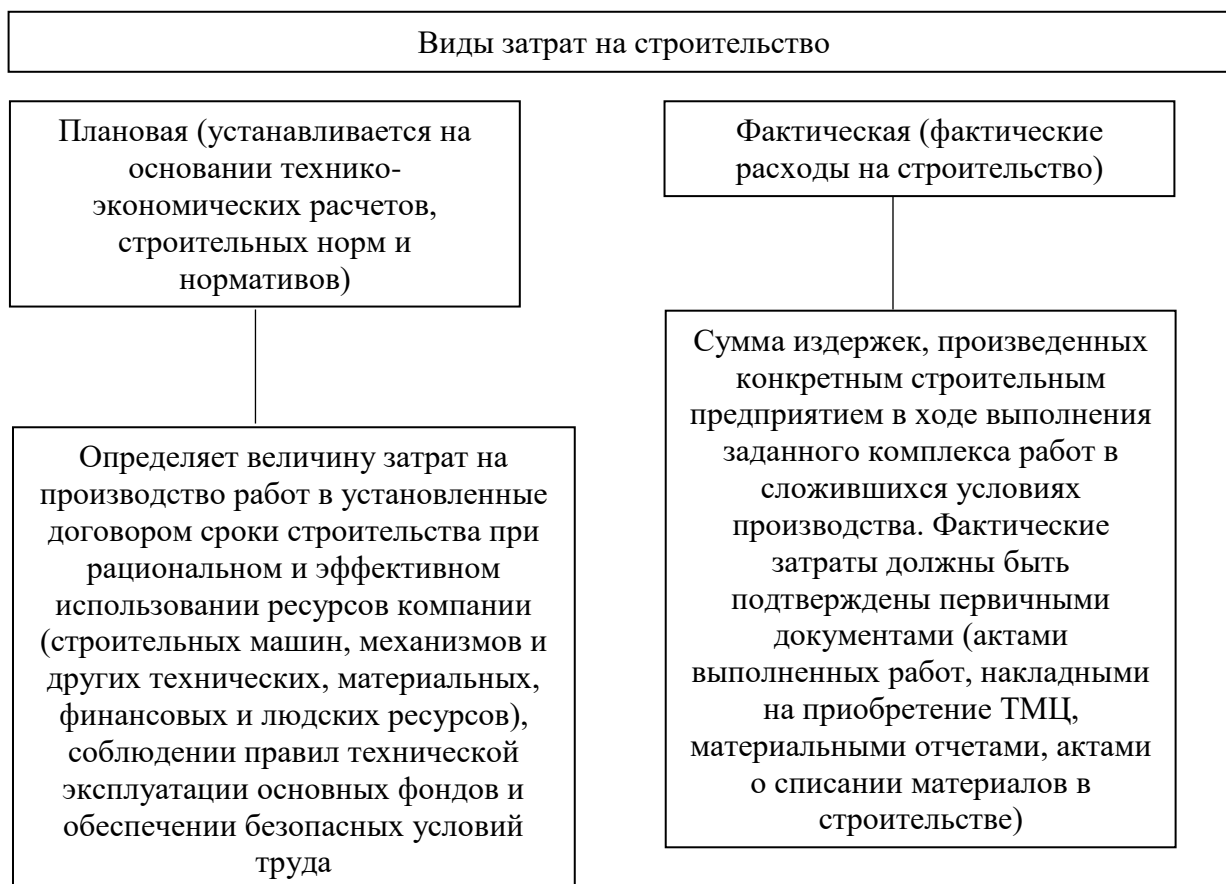 Виды затрат на строительство
Плановая (устанавливается на
основании технико-
экономических расчетов,
строительных норм и
нормативов)
Фактическая (фактические
расходы на строительство)
Определяет величину затрат на
производство работ в установленные
договором сроки строительства при
рациональном и эффективном
использовании ресурсов компании
(строительных машин, механизмов и
других технических, материальных,
финансовых и людских ресурсов),
соблюдении правил технической
эксплуатации основных фондов и
обеспечении безопасных условий
труда
Сумма издержек, произведенных
конкретным строительным
предприятием в ходе выполнения
заданного комплекса работ в
сложившихся условиях
производства. Фактические
затраты должны быть
подтверждены первичными
документами (актами
выполненных работ, накладными
на приобретение ТМЦ,
материальными отчетами, актами
о списании материалов в
строительстве)